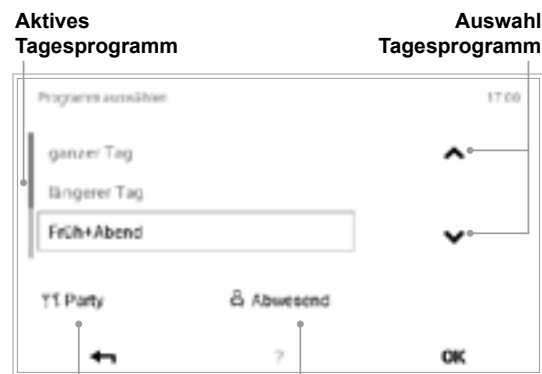 Aktives
Tagesprogramm
Auswahl
Tagesprogramm
Programm auswählen
17:00
ganzer Tag
längerer Tag
Früh+Abend
Party
Abwesend
?
OK